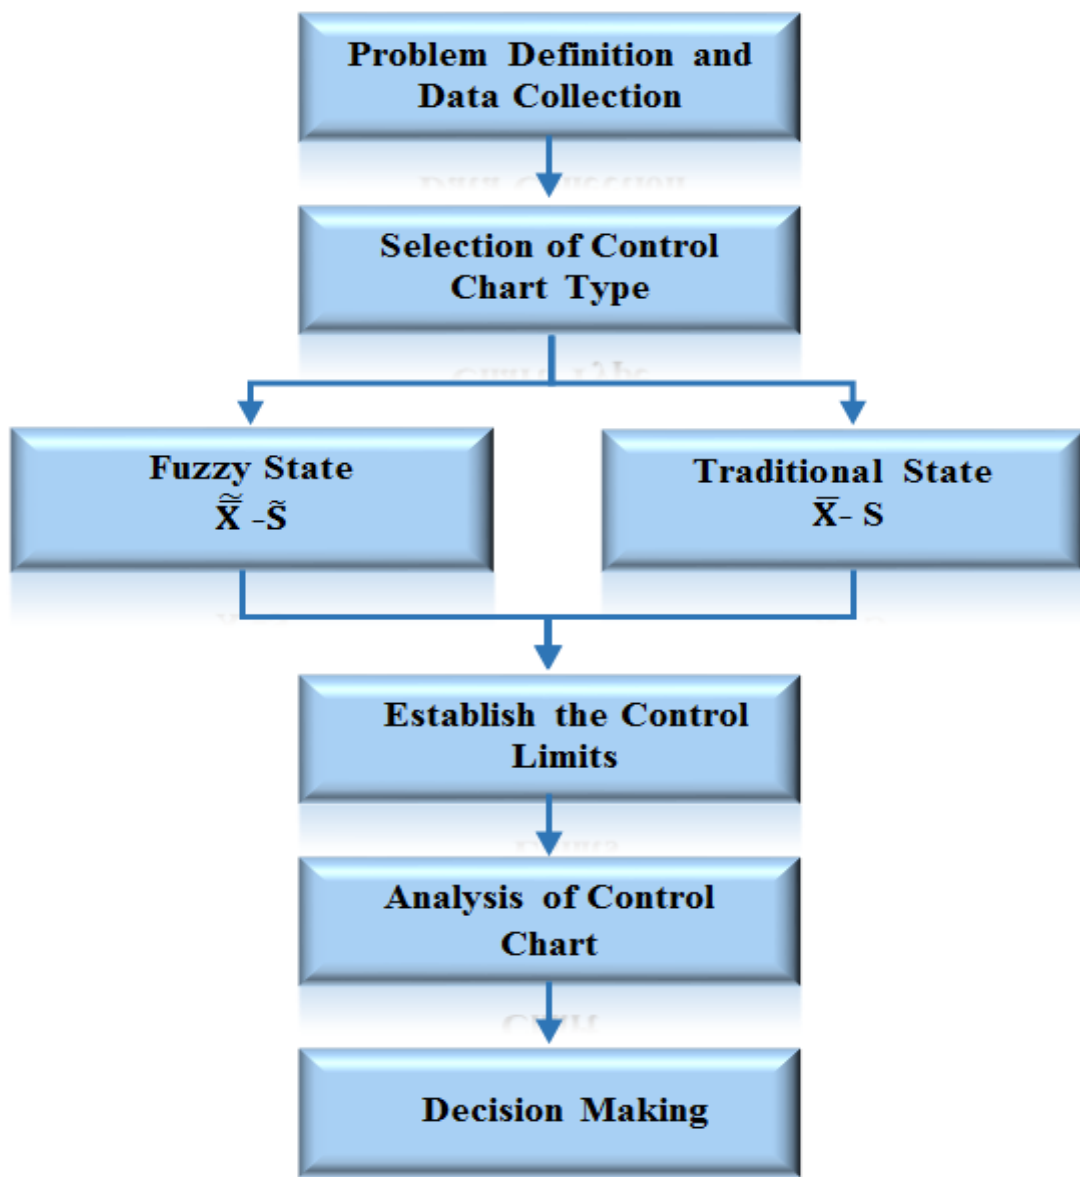 Problem Definition and
Data Collection
Selection of Control
Chart Type
Fuzzy State
X̿̃ -S̃
Traditional State
X̅- S
Establish the Control
Limits
Analysis of Control
Chart
Decision Making